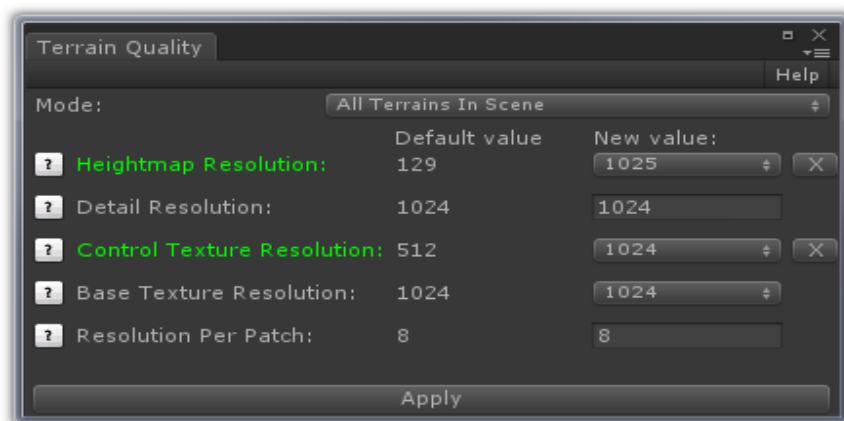 Terrain Quality
Help
Mode: All Terrains In Scene
Default value New value:
? Heightmap Resolution: 129 1025 X
? Detail Resolution: 1024 1024
? Control Texture Resolution: 512 1024 X
? Base Texture Resolution: 1024 1024
? Resolution Per Patch: 8 8
Apply